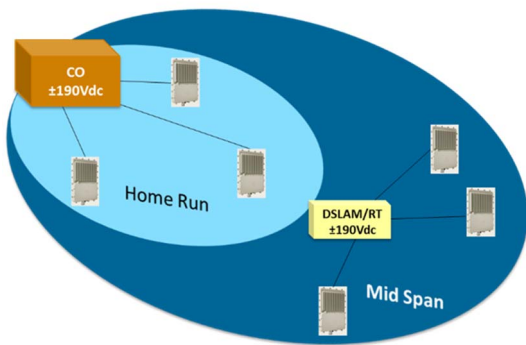 CO
±190Vdc
Home Run
DSLAM/RT
±190Vdc
Mid Span